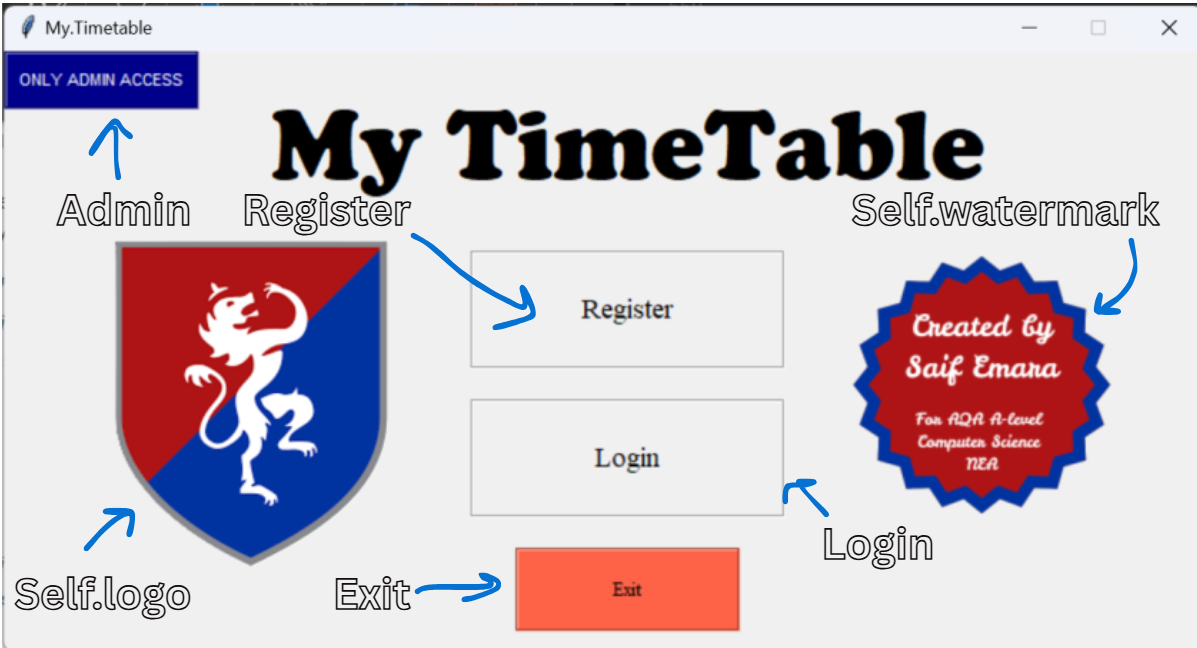 My.Timetable
ONLY ADMIN ACCESS
My TimeTable
Admin
Register
Self.watermark
Register
Created by
Saif Emara
For AQA A-level
Computer Science
NEA
Login
Login
Self.logo
Exit
Exit